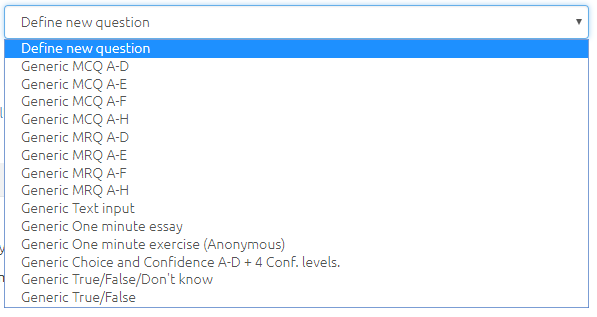 Define new question
Define new question
Generic MCQ A-D
Generic MCQ A-E
Generic MCQ A-F
Generic MCQ A-H
Generic MRQ A-D
Generic MRQ A-E
Generic MRQ A-F
Generic MRQ A-H
Generic Text input
Generic One minute essay
Generic One minute exercise (Anonymous)
Generic Choice and Confidence A-D + 4 Conf. levels.
Generic True/False/Don't know
Generic True/False